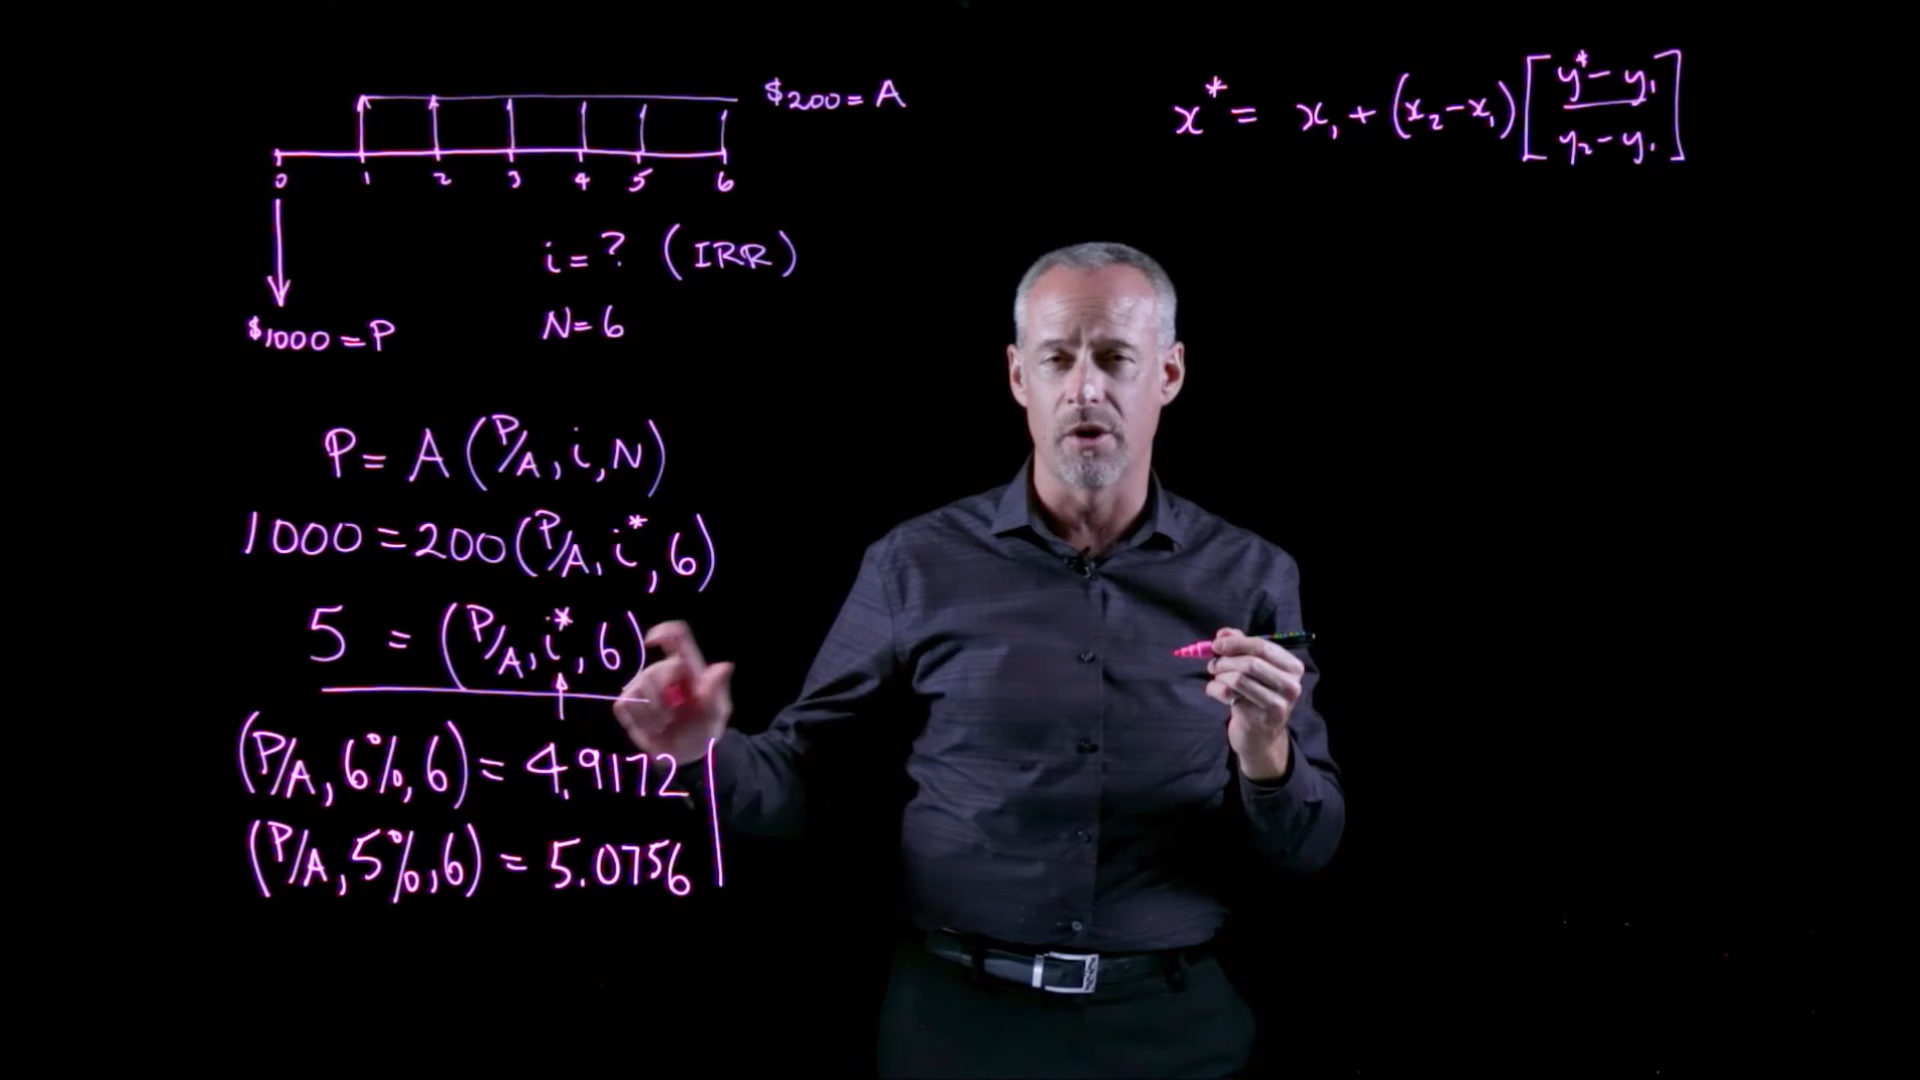 $200 = A
0 1 2 3 4 5 6
i = ? (IRR)
$1000 = P
N = 6
P = A (P/A, i, N)
1000 = 200 (P/A, i*, 6)
5 = (P/A, i*, 6)
(P/A, 6%, 6) = 4.9172
(P/A, 5%, 6) = 5.0756
x* = x₁ + (x₂ - x₁) [ y* - y₁ / y₂ - y₁ ]